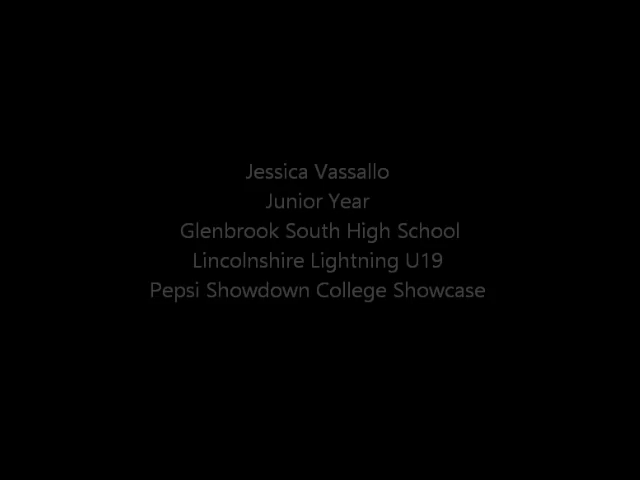 Jessica Vassallo
Junior Year
Glenbrook South High School
Lincolnshire Lightning U19
Pepsi Showdown College Showcase